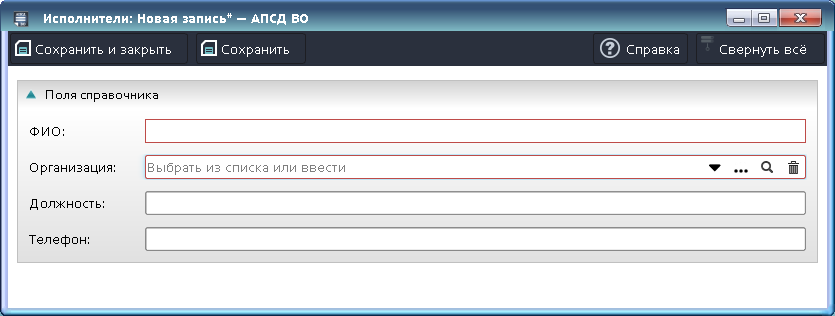 Исполнители: Новая запись* — АПСД ВО
Сохранить и закрыть Сохранить Справка Свернуть всё
Поля справочника
ФИО:
Организация: Выбрать из списка или ввести
Должность:
Телефон: